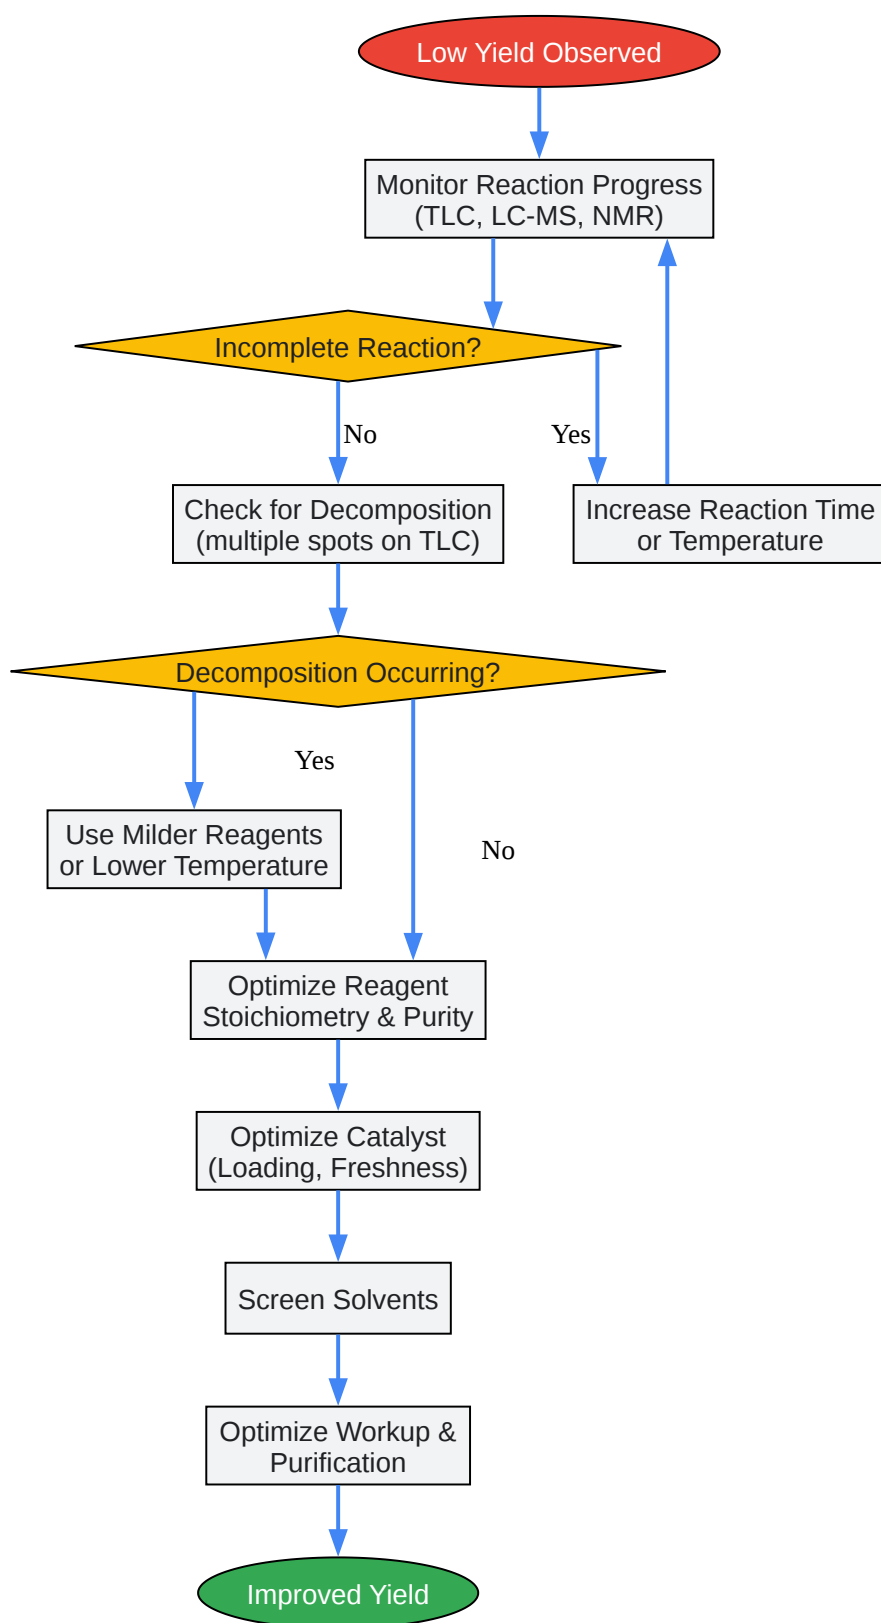 Low Yield Observed
Monitor Reaction Progress
(TLC, LC-MS, NMR)
Incomplete Reaction?
No
Yes
Check for Decomposition
(multiple spots on TLC)
Increase Reaction Time
or Temperature
Decomposition Occurring?
Yes
Use Milder Reagents
or Lower Temperature
No
Optimize Reagent
Stoichiometry & Purity
Optimize Catalyst
(Loading, Freshness)
Screen Solvents
Optimize Workup &
Purification
Improved Yield